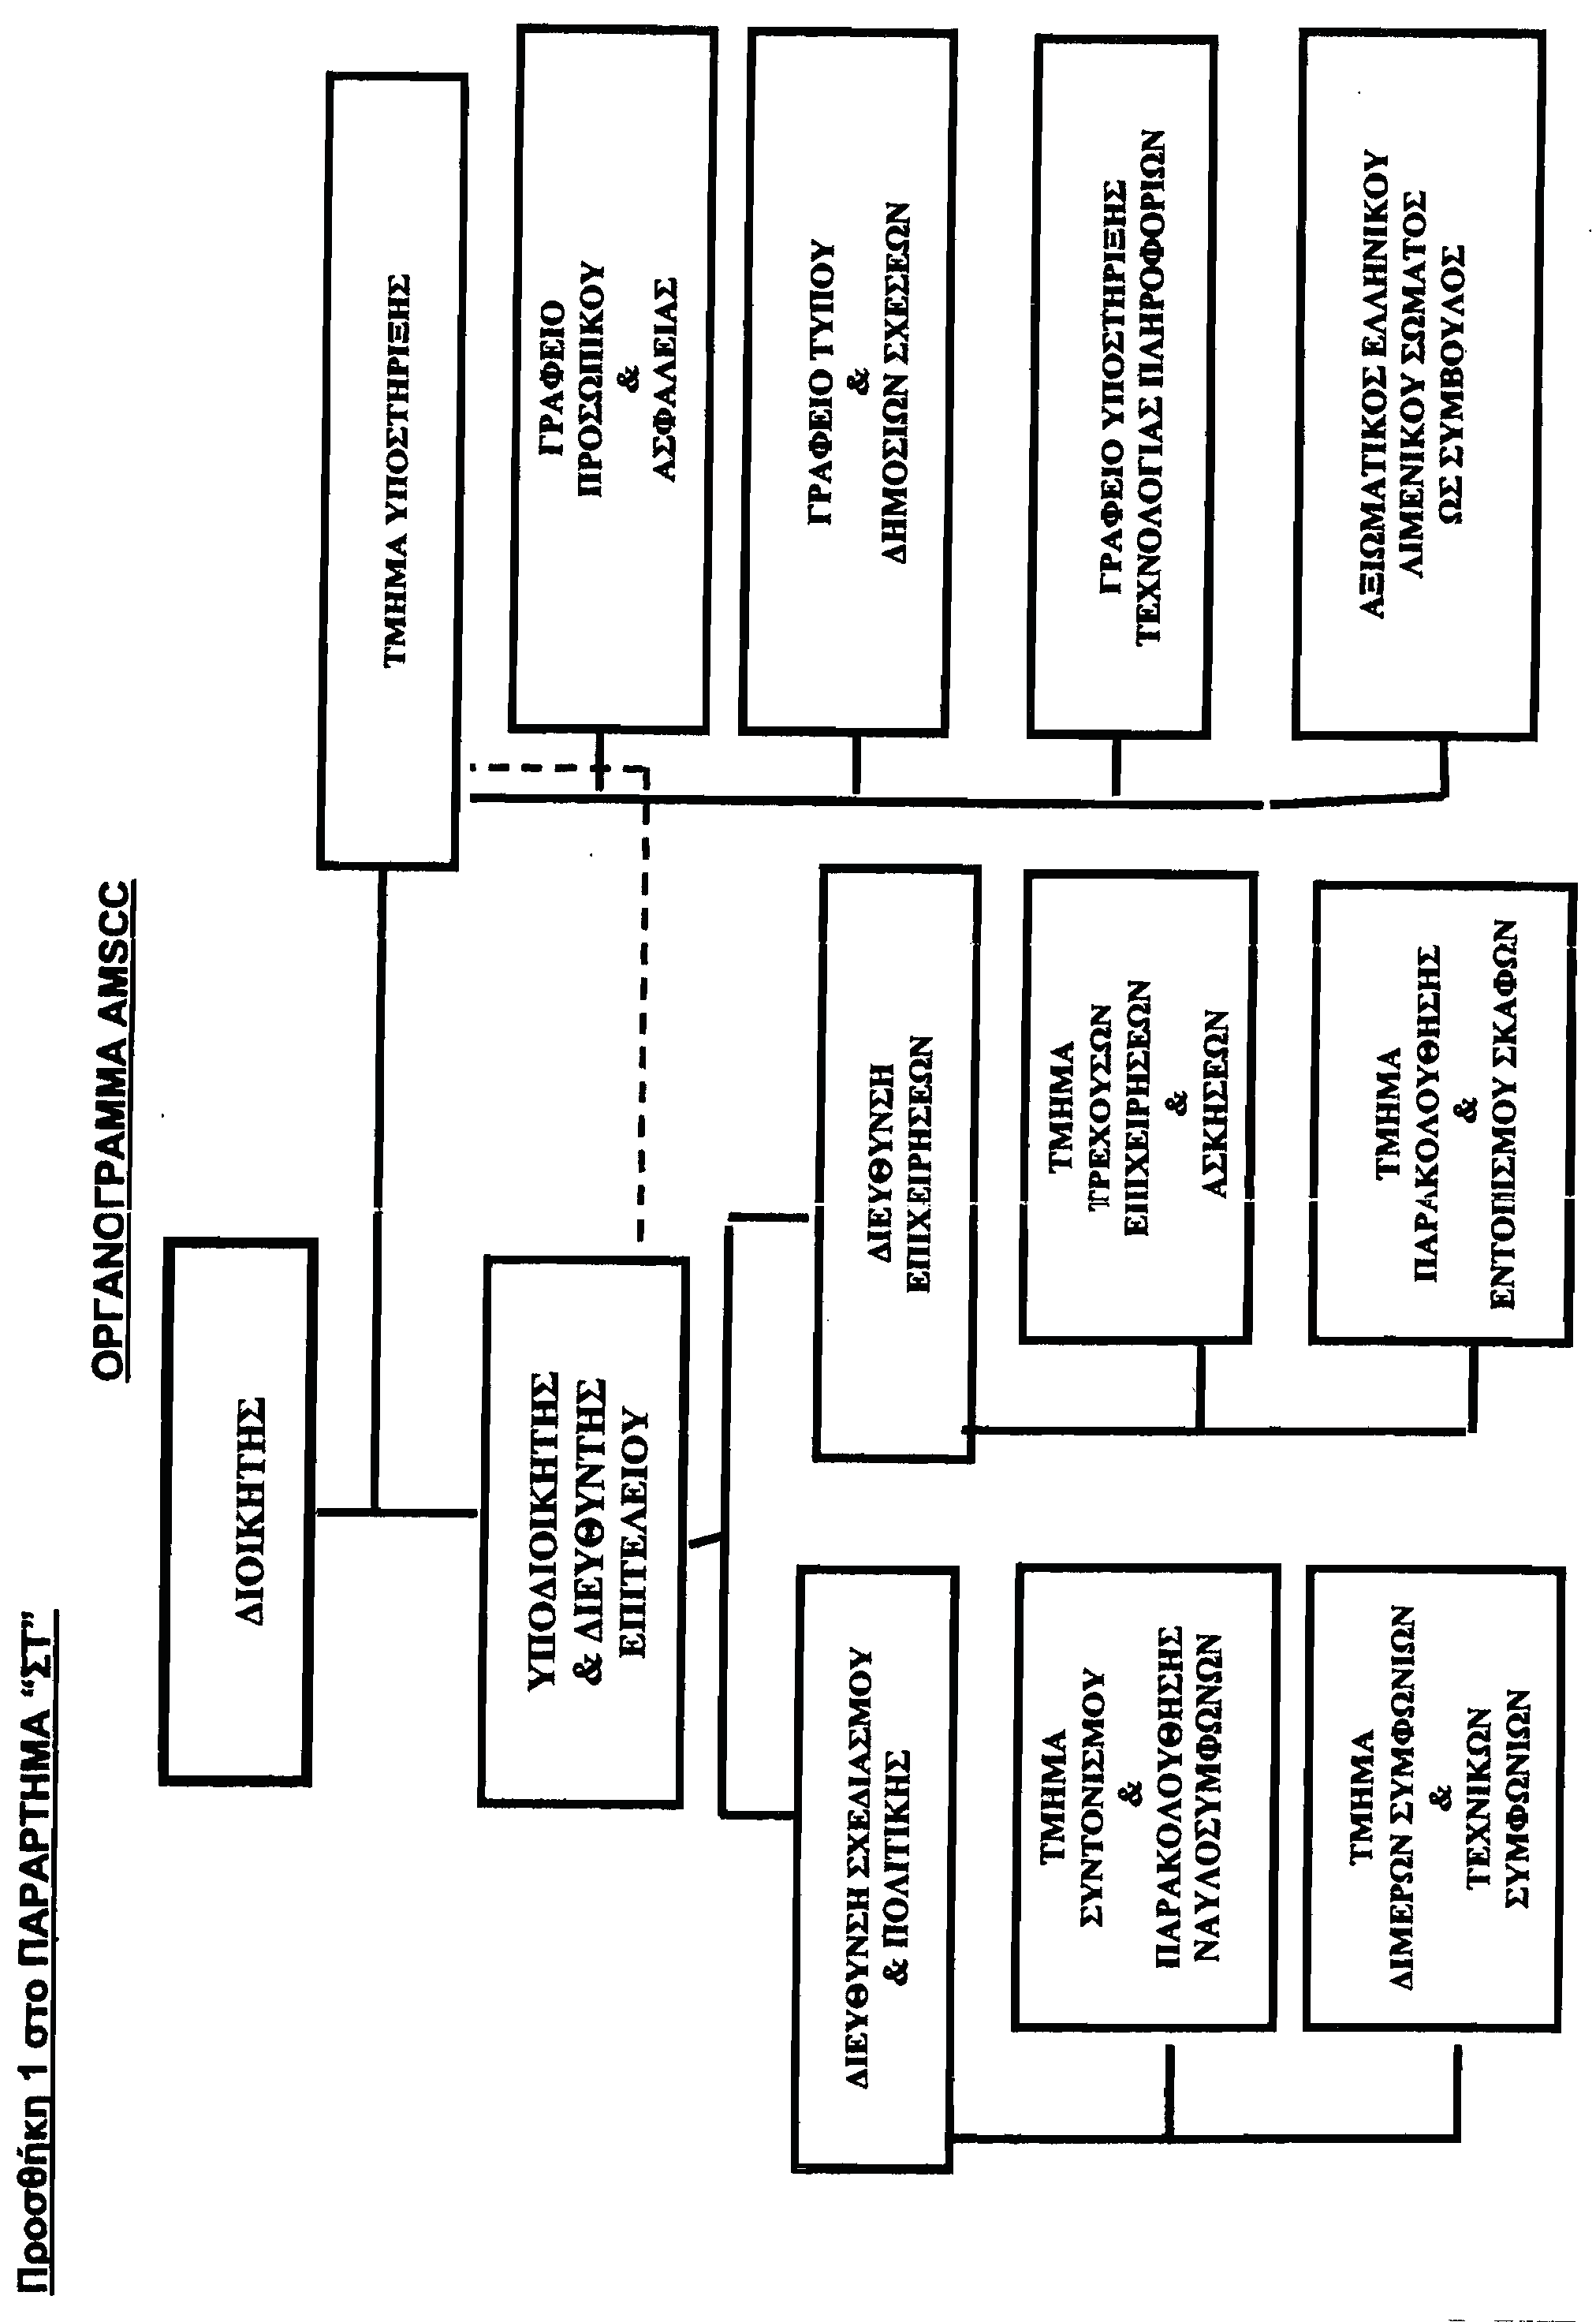 Προσθήκη 1 στο ΠΑΡΑΡΤΗΜΑ “ΣΤ”
ΟΡΓΑΝΟΓΡΑΜΜΑ AMSCC
ΔΙΟΙΚΗΤΗΣ
ΤΜΗΜΑ ΥΠΟΣΤΗΡΙΞΗΣ
ΥΠΟΔΙΟΙΚΗΤΗΣ
& ΔΙΕΥΘΥΝΤΗΣ
ΕΠΙΤΕΛΕΙΟΥ
ΓΡΑΦΕΙΟ
ΠΡΟΣΩΠΙΚΟΥ
&
ΑΣΦΑΛΕΙΑΣ
ΓΡΑΦΕΙΟ ΤΥΠΟΥ
&
ΔΗΜΟΣΙΩΝ ΣΧΕΣΕΩΝ
ΓΡΑΦΕΙΟ ΥΠΟΣΤΗΡΙΞΗΣ
ΤΕΧΝΟΛΟΓΙΑΣ ΠΛΗΡΟΦΟΡΙΩΝ
ΑΞΙΩΜΑΤΙΚΟΣ ΕΛΛΗΝΙΚΟΥ
ΛΙΜΕΝΙΚΟΥ ΣΩΜΑΤΟΣ
ΩΣ ΣΥΜΒΟΥΛΟΣ
ΔΙΕΥΘΥΝΣΗ ΣΧΕΔΙΑΣΜΟΥ
& ΠΟΛΙΤΙΚΗΣ
ΤΜΗΜΑ
ΣΥΝΤΟΝΙΣΜΟΥ
&
ΠΑΡΑΚΟΛΟΥΘΗΣΗΣ
ΝΑΥΛΟΣΥΜΦΩΝΩΝ
ΤΜΗΜΑ
ΔΙΜΕΡΩΝ ΣΥΜΦΩΝΙΩΝ
&
ΤΕΧΝΙΚΩΝ
ΣΥΜΦΩΝΙΩΝ
ΔΙΕΥΘΥΝΣΗ
ΕΠΙΧΕΙΡΗΣΕΩΝ
ΤΜΗΜΑ
ΤΡΕΧΟΥΣΩΝ
ΕΠΙΧΕΙΡΗΣΕΩΝ
&
ΑΣΚΗΣΕΩΝ
ΤΜΗΜΑ
ΠΑΡΑΚΟΛΟΥΘΗΣΗΣ
&
ΕΝΤΟΠΙΣΜΟΥ ΣΚΑΦΩΝ